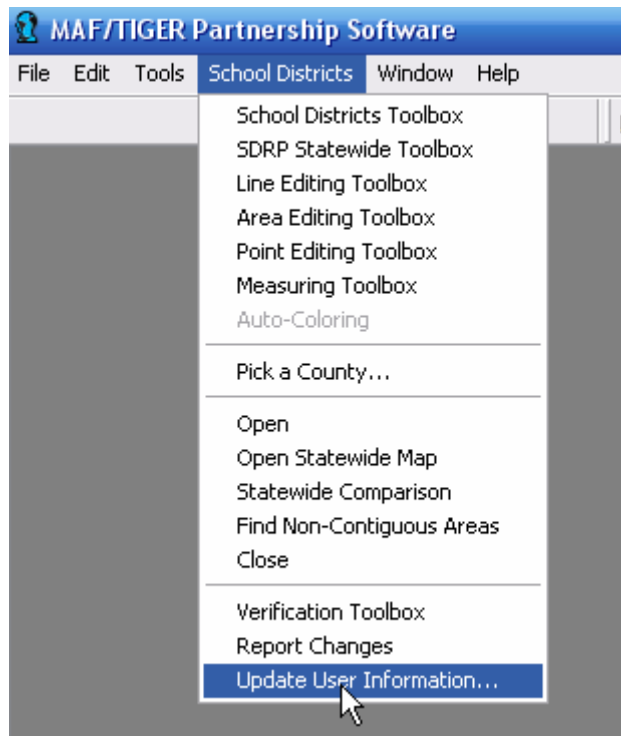 MAF/TIGER Partnership Software
File Edit Tools School Districts Window Help
School Districts Toolbox
SDRP Statewide Toolbox
Line Editing Toolbox
Area Editing Toolbox
Point Editing Toolbox
Measuring Toolbox
Auto-Coloring
Pick a County...
Open
Open Statewide Map
Statewide Comparison
Find Non-Contiguous Areas
Close
Verification Toolbox
Report Changes
Update User Information...